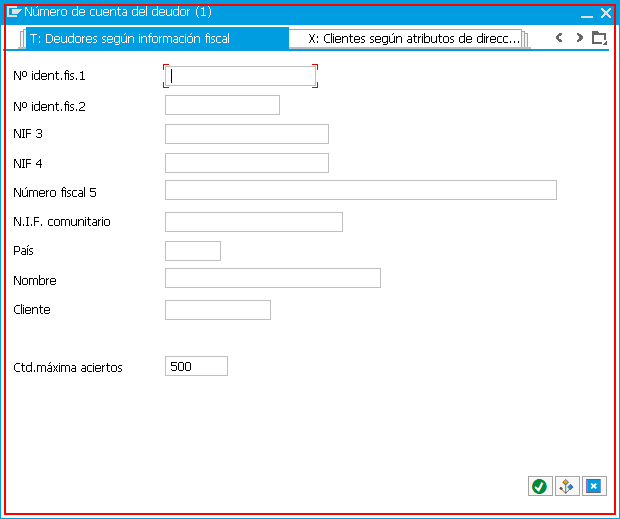 Número de cuenta del deudor (1)
T: Deudores según información fiscal
X: Clientes según atributos de direcc...
Nº ident.fis.1
Nº ident.fis.2
NIF 3
NIF 4
Número fiscal 5
N.I.F. comunitario
País
Nombre
Cliente
Ctd.máxima aciertos 500